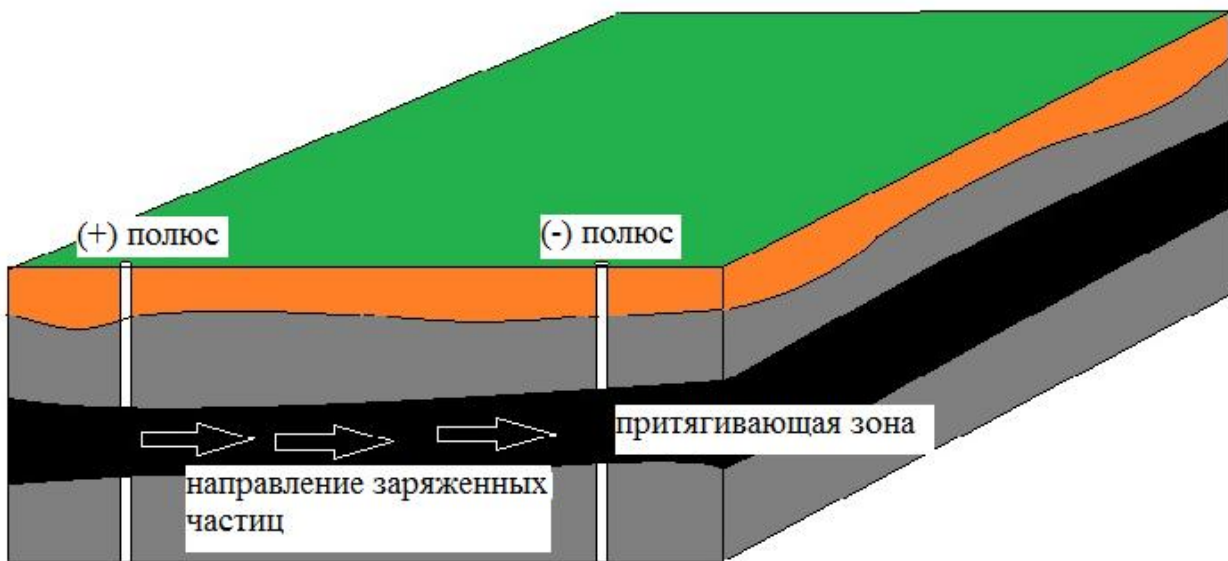 (+) полюс
(-) полюс
притягивающая зона
направление заряженных
частиц